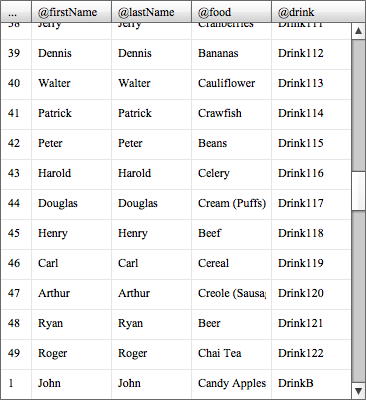 ... @firstName @lastName @food @drink
38 Jerry Jerry Cranberries Drink111
39 Dennis Dennis Bananas Drink112
40 Walter Walter Cauliflower Drink113
41 Patrick Patrick Crawfish Drink114
42 Peter Peter Beans Drink115
43 Harold Harold Celery Drink116
44 Douglas Douglas Cream (Puffs) Drink117
45 Henry Henry Beef Drink118
46 Carl Carl Cereal Drink119
47 Arthur Arthur Creole (Sausa Drink120
48 Ryan Ryan Beer Drink121
49 Roger Roger Chai Tea Drink122
1 John John Candy Apples DrinkB